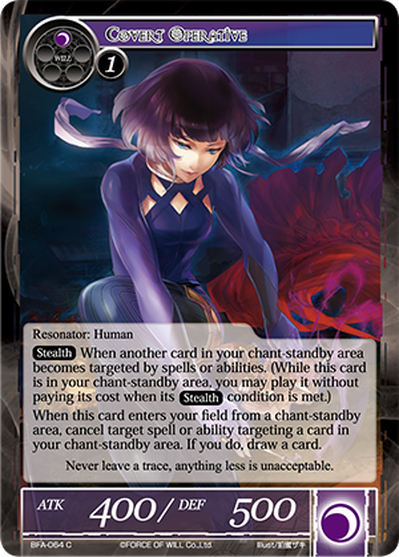 Covert Operative
WILL
1
Resonator: Human
Stealth When another card in your chant-standby area
becomes targeted by spells or abilities. (While this card
is in your chant-standby area, you may play it without
paying its cost when its Stealth condition is met.)
When this card enters your field from a chant-standby
area, cancel target spell or ability targeting a card in
your chant-standby area. If you do, draw a card.
Never leave a trace, anything less is unacceptable.
ATK 400/ DEF 500
BFA-064 C ©FORCE OF WILL Co.,Ltd. Illust/